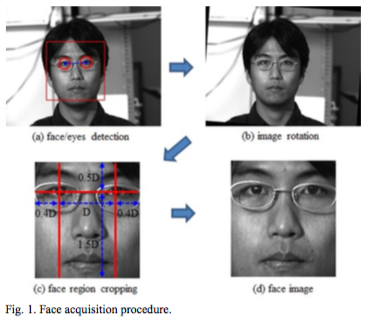 (a) face/eyes detection
(b) image rotation
0.5D
0.4D
D
0.4D
1.5D
(c) face region cropping
(d) face image
Fig. 1. Face acquisition procedure.